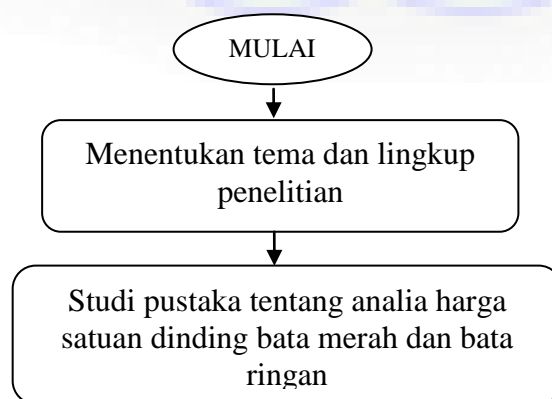 MULAI
Menentukan tema dan lingkup
penelitian
Studi pustaka tentang analia harga
satuan dinding bata merah dan bata
ringan